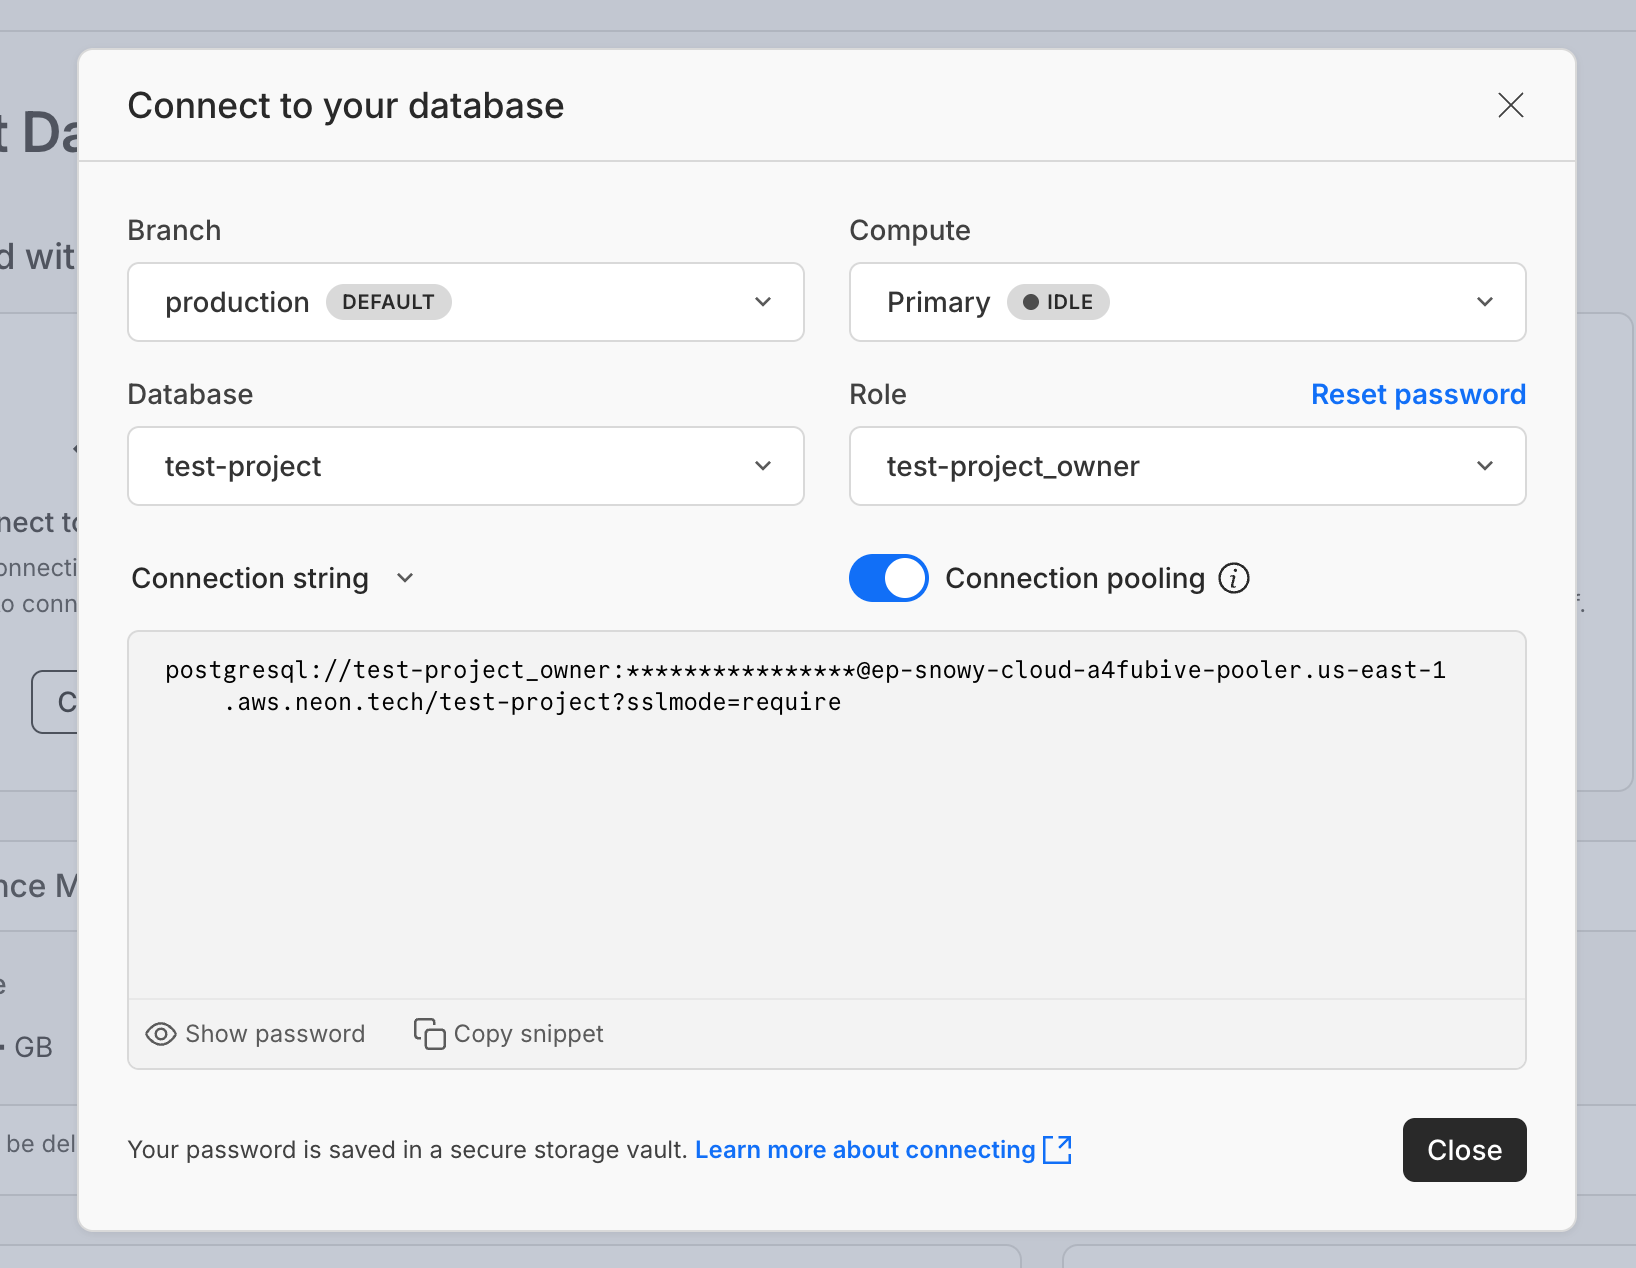 Connect to your database
t Da
d wit
Branch
Compute
production DEFAULT
Primary IDLE
Database
Role
Reset password
test-project
test-project_owner
nect to
onnecti
o conn
f.
Connection string
Connection pooling
postgresql://test-project_owner:****************@ep-snowy-cloud-a4fubive-pooler.us-east-1
.aws.neon.tech/test-project?sslmode=require
C
nce M
e
GB
Show password
Copy snippet
be del
Your password is saved in a secure storage vault. Learn more about connecting
Close